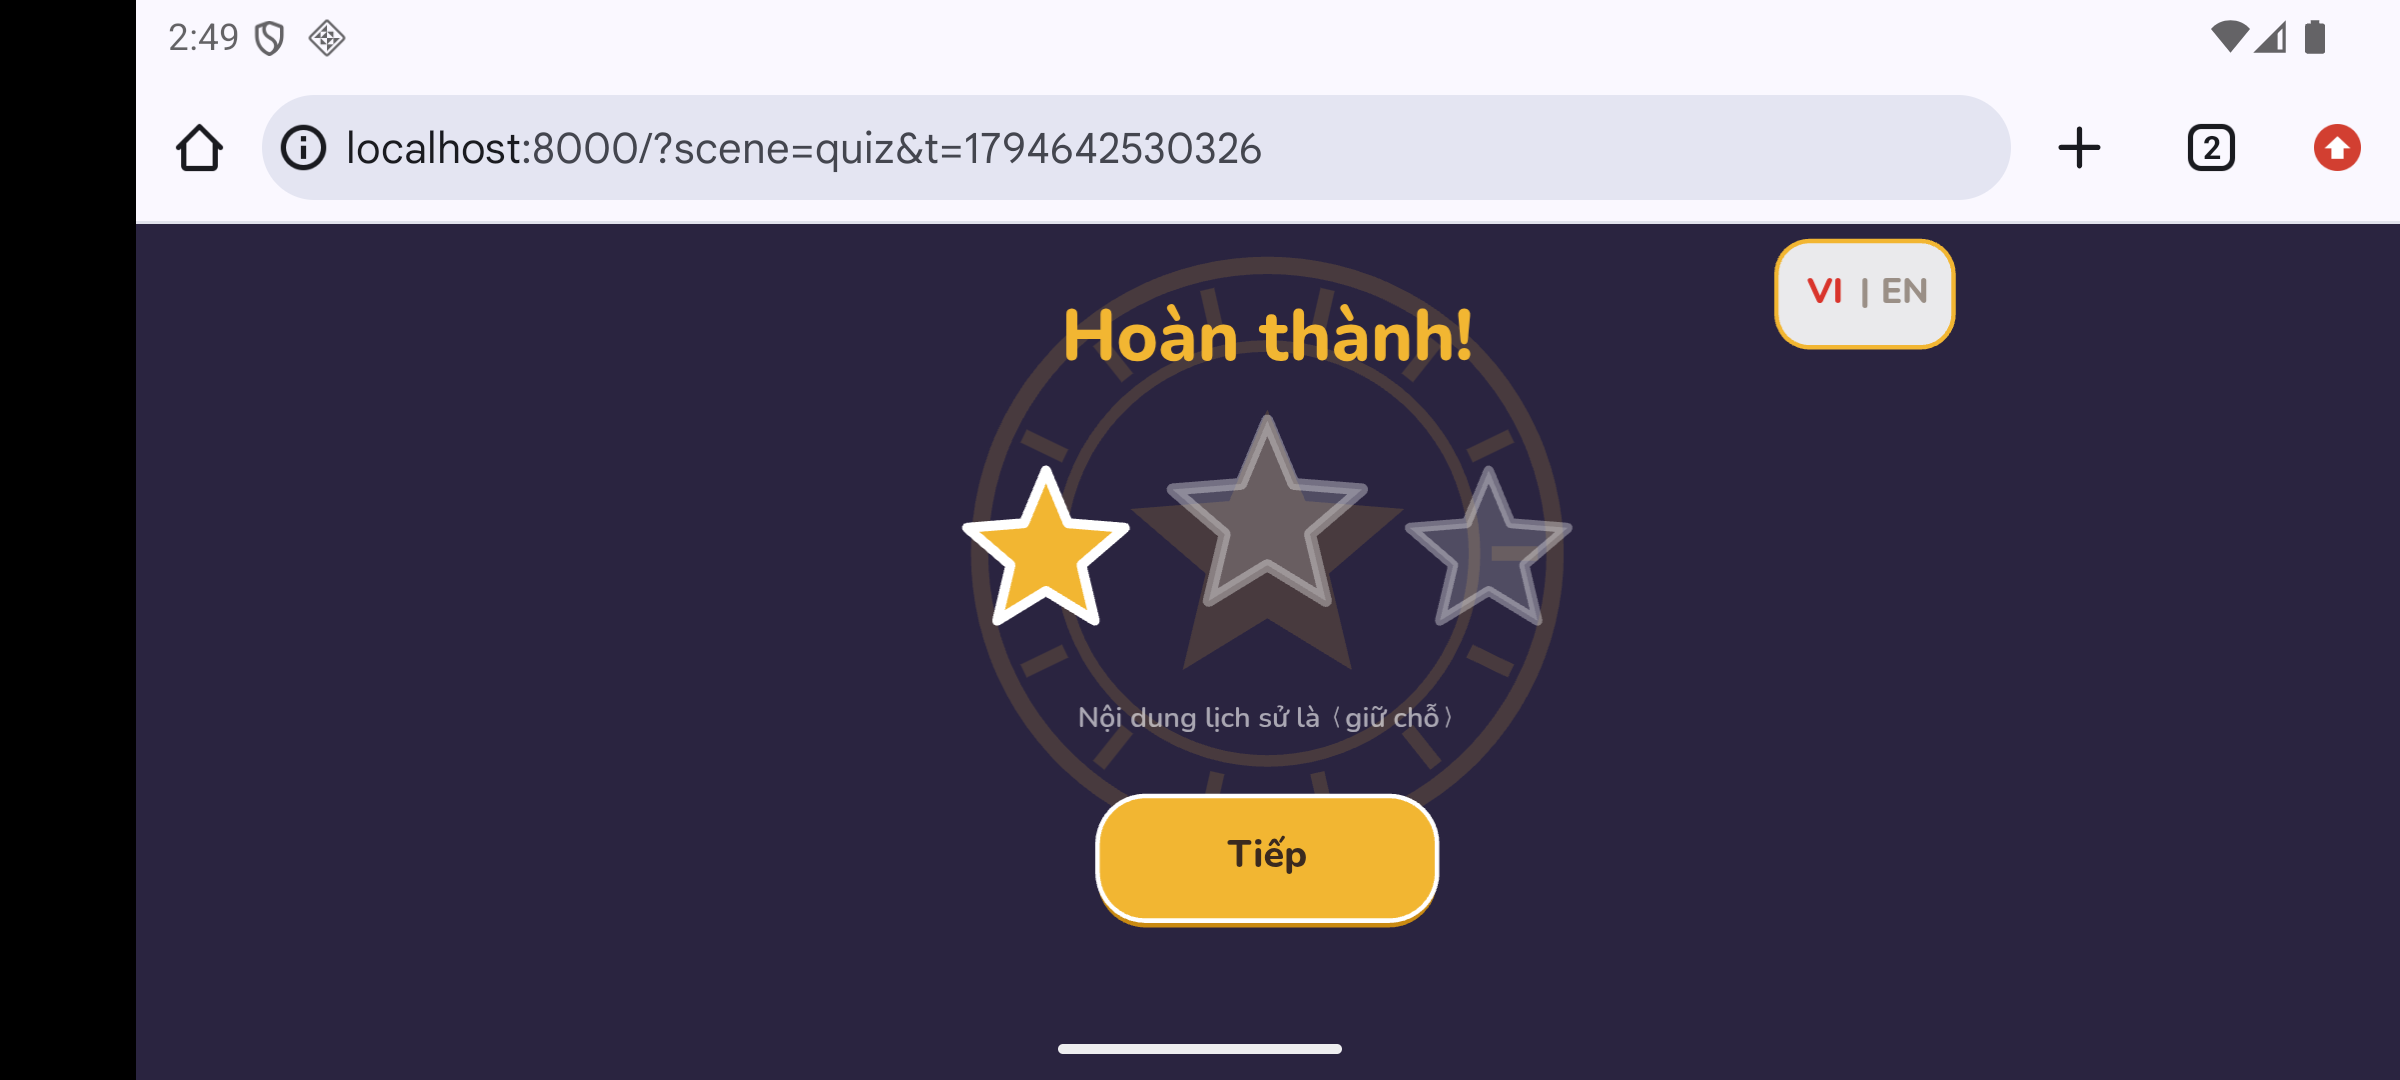 2:49
localhost:8000/?scene=quiz&t=1794642530326
2
VI | EN
Hoàn thành!
Nội dung lịch sử là ⟨giữ chỗ⟩
Tiếp